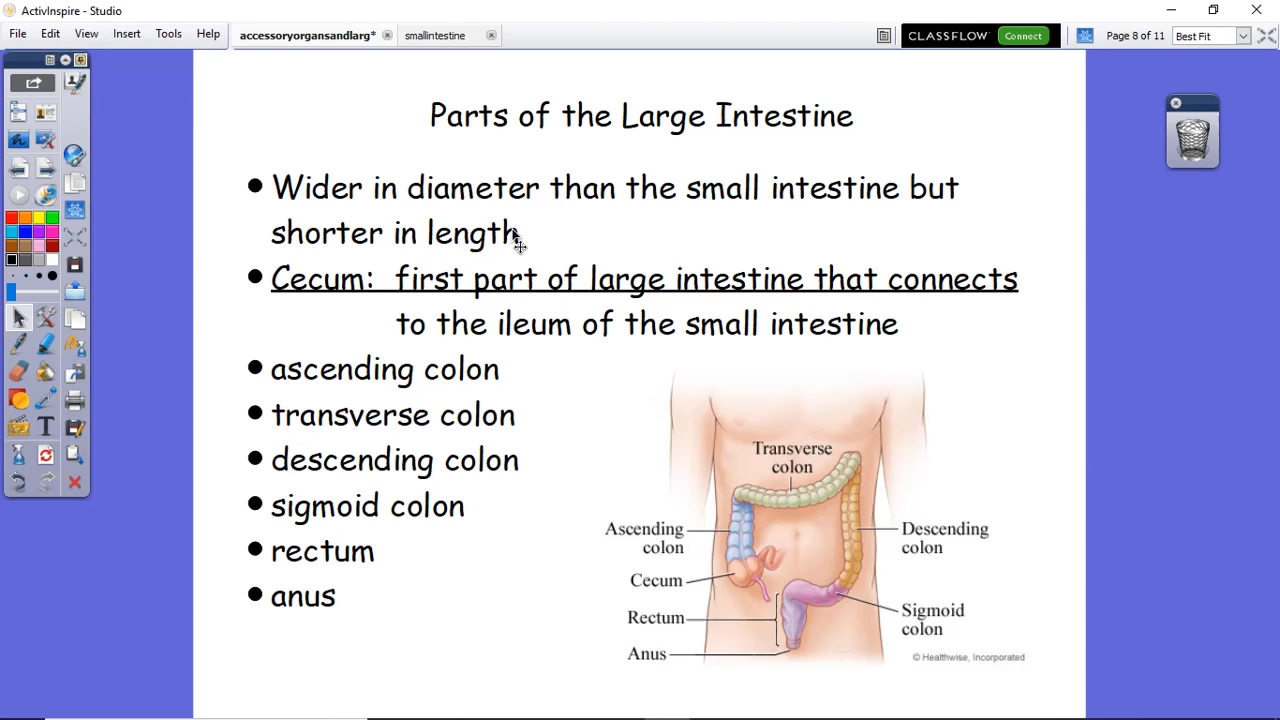 ActivInspire - Studio
File Edit View Insert Tools Help accessoryorgansandlarg* smallintestine CLASSFLOW Connect Page 8 of 11 Best Fit
Parts of the Large Intestine
• Wider in diameter than the small intestine but
shorter in length
• Cecum: first part of large intestine that connects
to the ileum of the small intestine
• ascending colon
• transverse colon
• descending colon
• sigmoid colon
• rectum
• anus
Transverse
colon
Ascending
colon
Descending
colon
Cecum
Rectum
Sigmoid
colon
Anus
© Healthwise, Incorporated